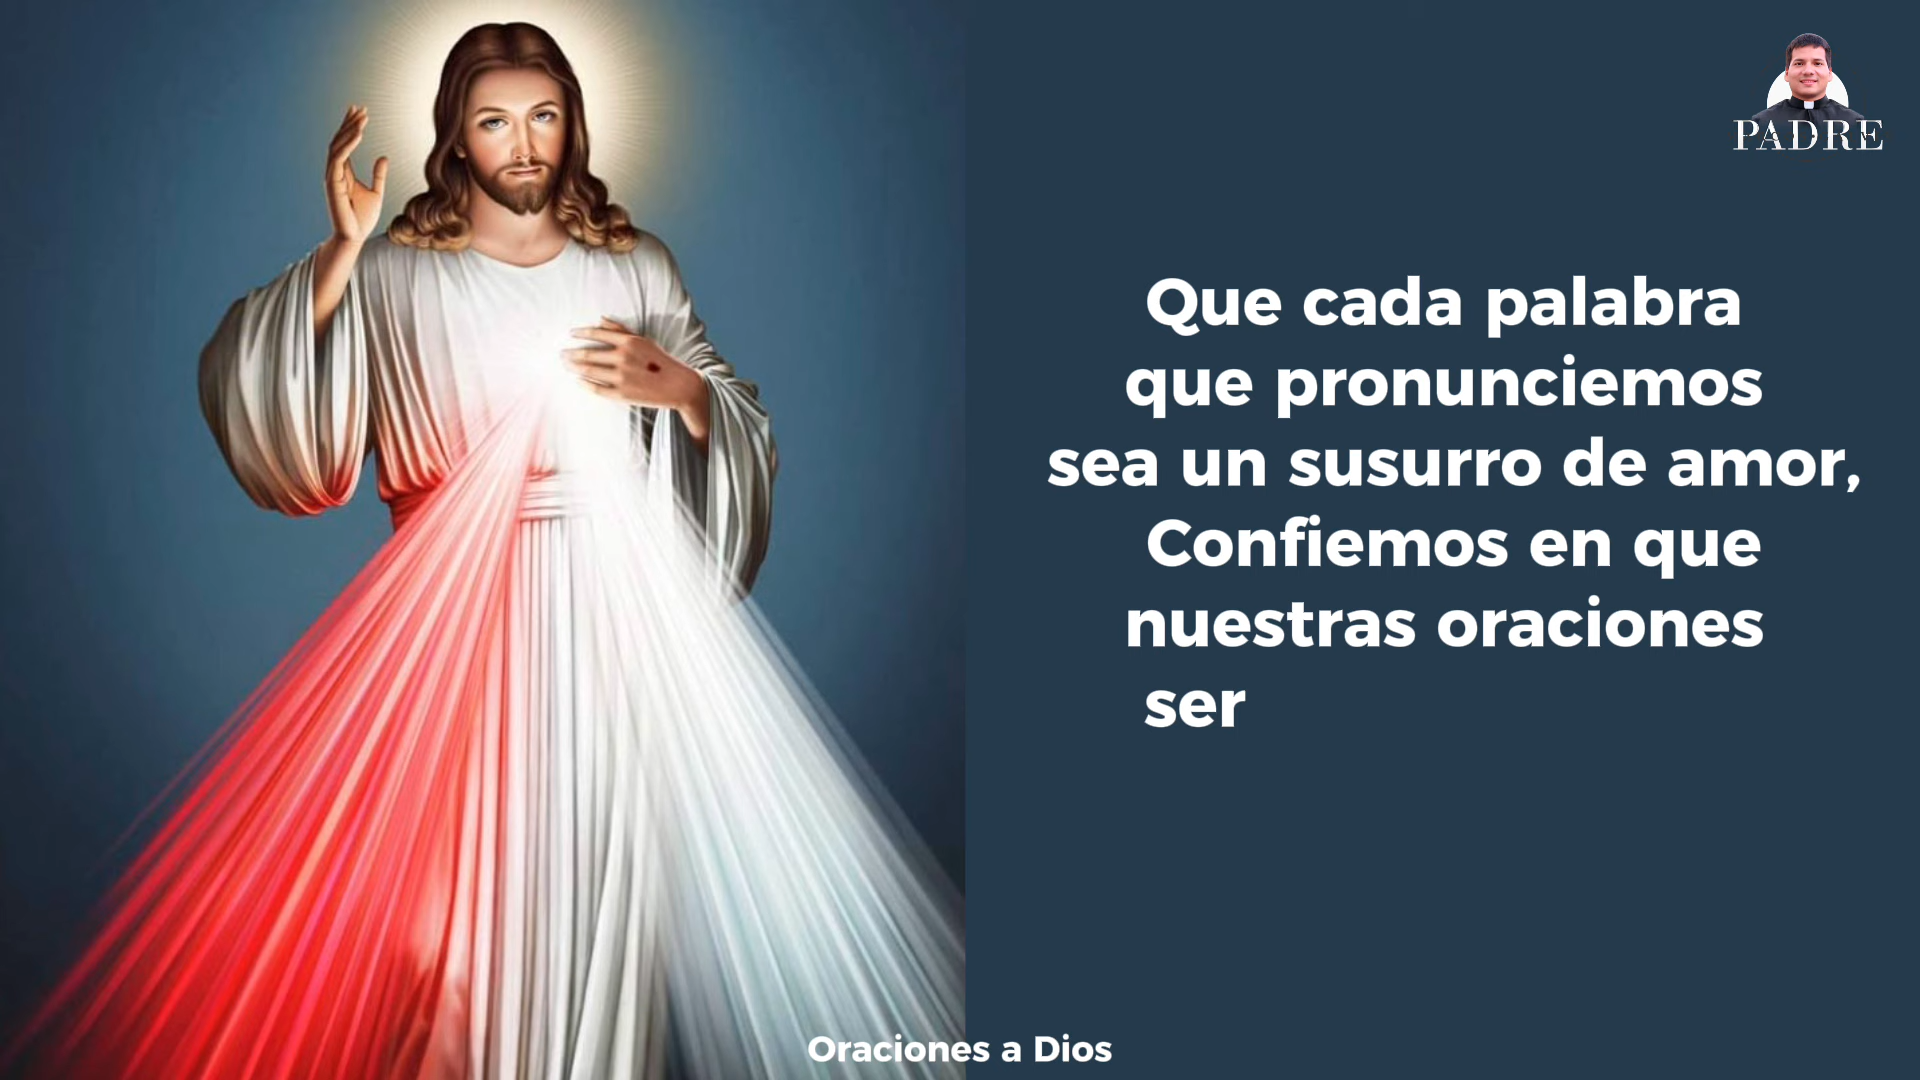 PADRE
Que cada palabra
que pronunciemos
sea un susurro de amor,
Confiemos en que
nuestras oraciones
ser
Oraciones a Dios